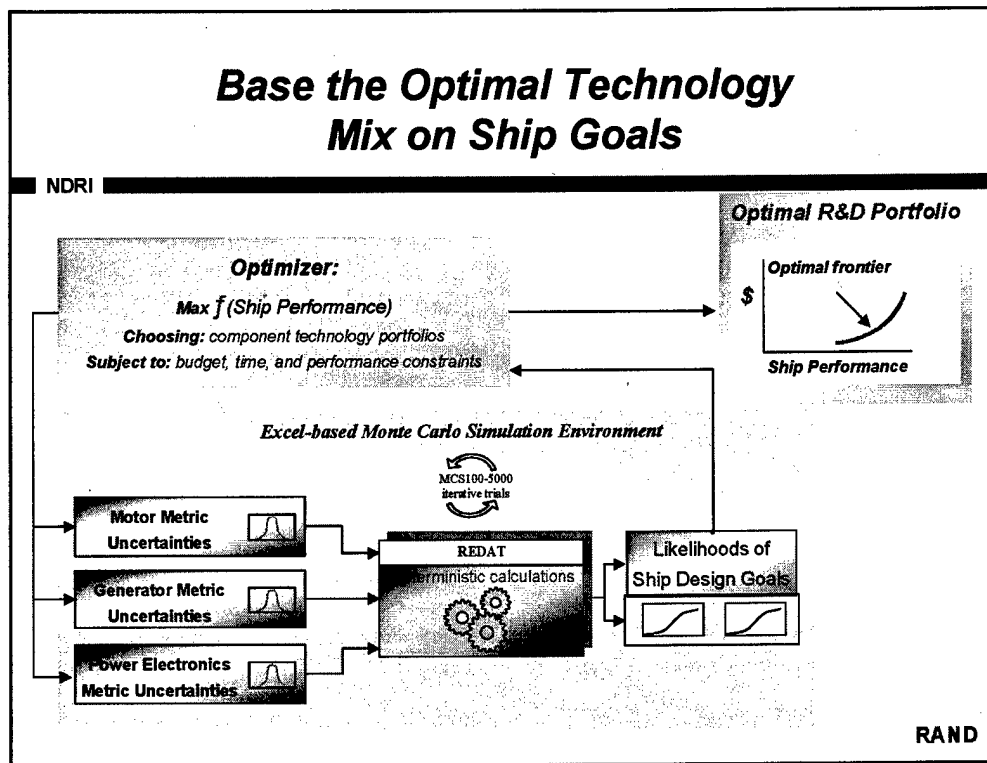 Base the Optimal Technology
Mix on Ship Goals
NDRI
Optimal R&D Portfolio
Optimal frontier
$
Ship Performance
Optimizer:
Max f (Ship Performance)
Choosing: component technology portfolios
Subject to: budget, time, and performance constraints
Excel-based Monte Carlo Simulation Environment
MCS100-5000
iterative trials
Motor Metric
Uncertainties
Generator Metric
Uncertainties
Power Electronics
Metric Uncertainties
REDAT
terministic calculations
Likelihoods of
Ship Design Goals
RAND